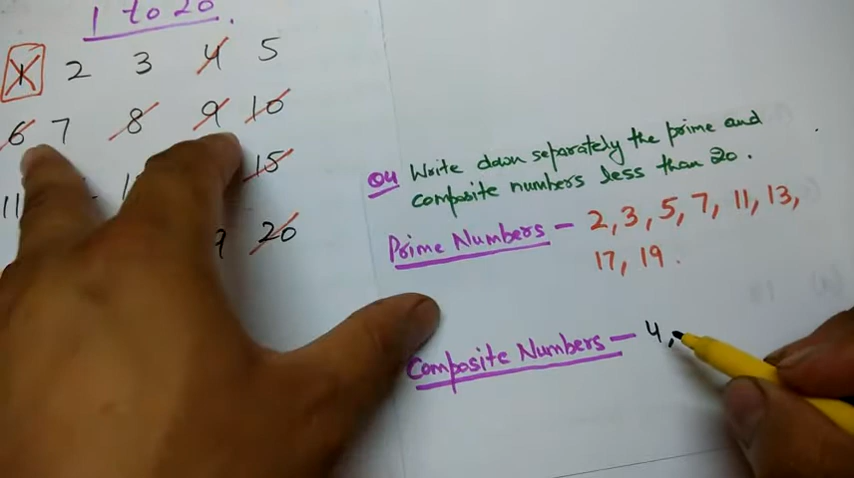 1 to 20.
1 2 3 4 5
6 7 8 9 10
11 15
20
Q4 Write down separately the prime and
composite numbers less than 20.
Prime Numbers - 2, 3, 5, 7, 11, 13,
17, 19.
Composite Numbers - 4,